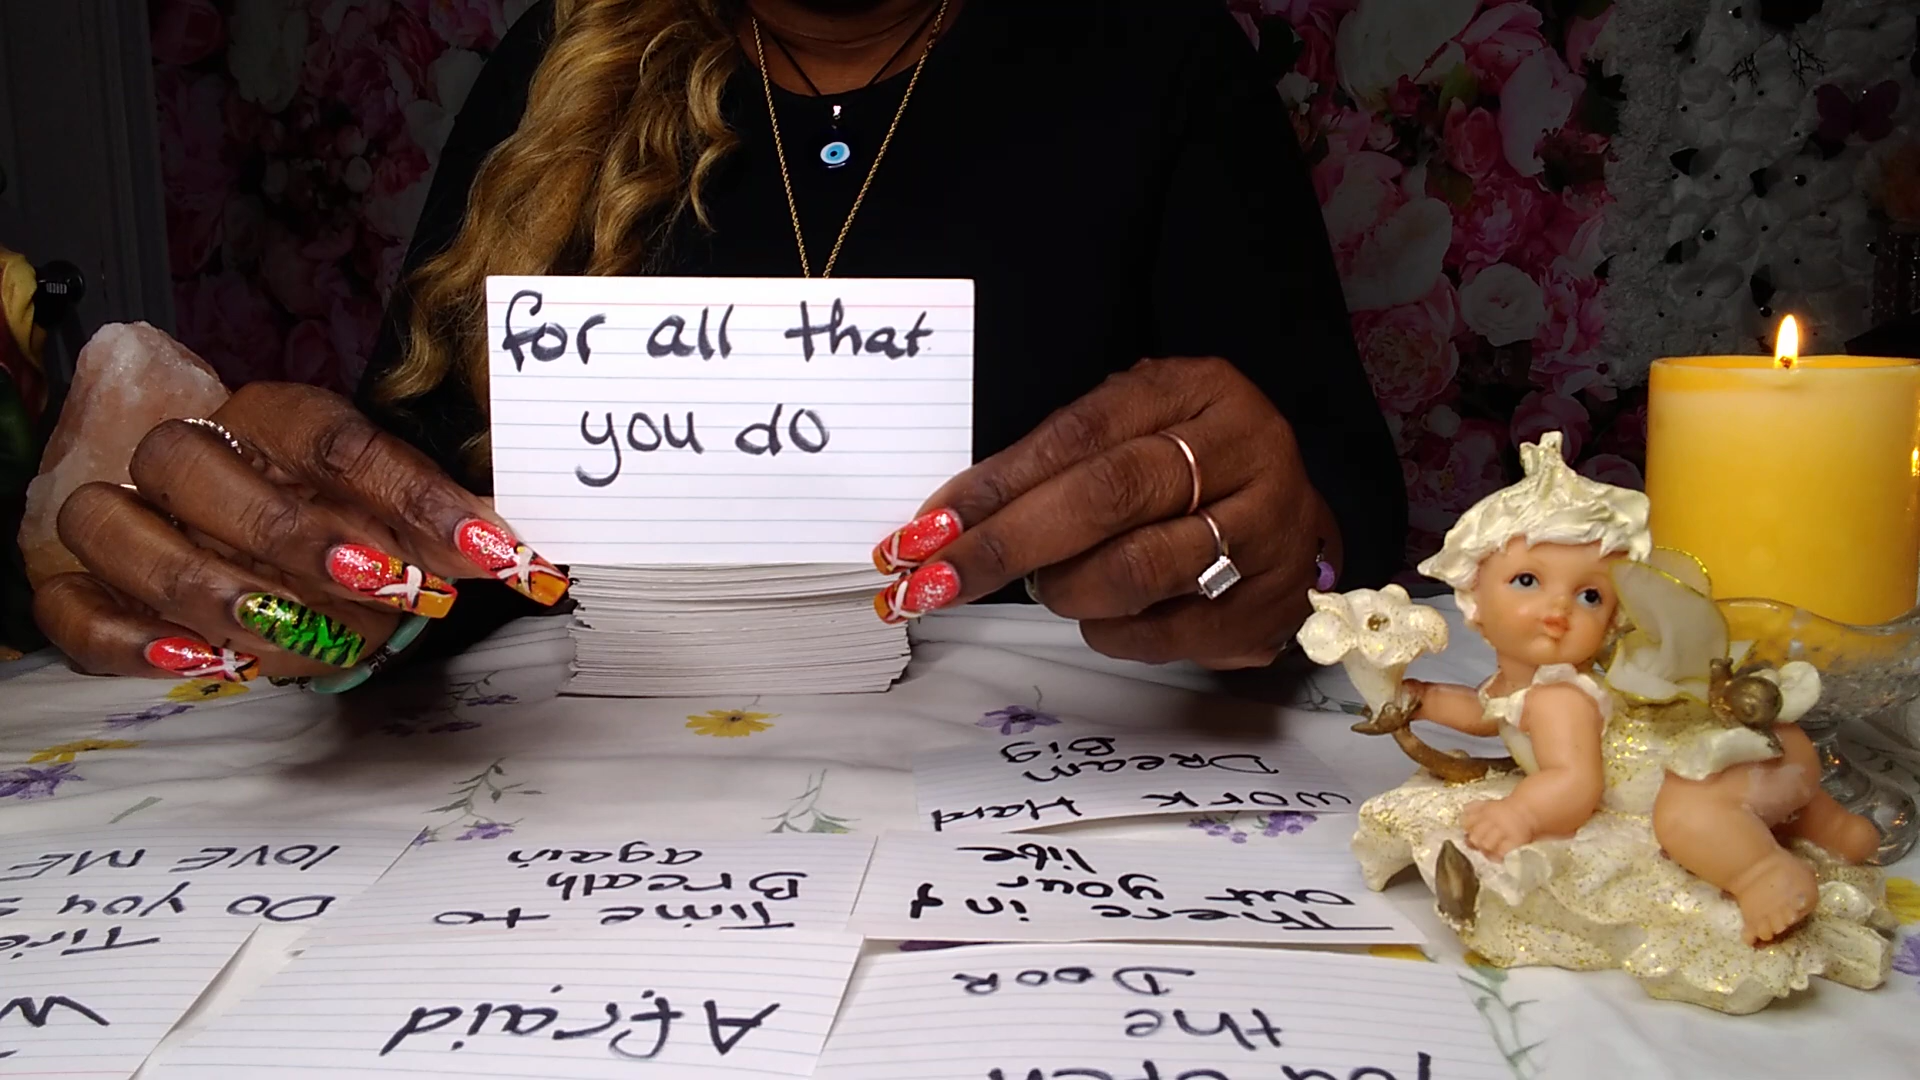 for all that
you do
Work Hard
Dream
Big
There in t
out your
life
Time to
Breath
again
Do you
love ME
Afraid
the
Door